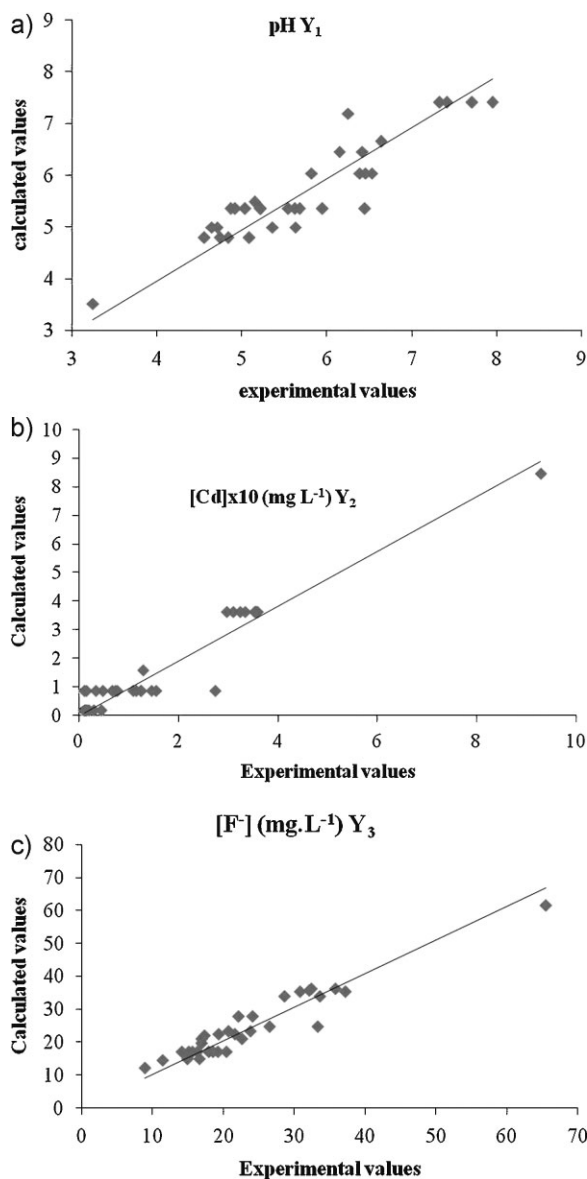 a)
pH Y₁
9
8
7
6
5
4
3
calculated values
3 4 5 6 7 8 9
experimental values
b)
10
9
8
7
6
5
4
3
2
1
0
Calculated values
[Cd]x10 (mg L⁻¹) Y₂
0 2 4 6 8 10
Experimental values
[F⁻] (mg.L⁻¹) Y₃
c)
80
70
60
50
40
30
20
10
0
Calculated values
0 10 20 30 40 50 60 70
Experimental values